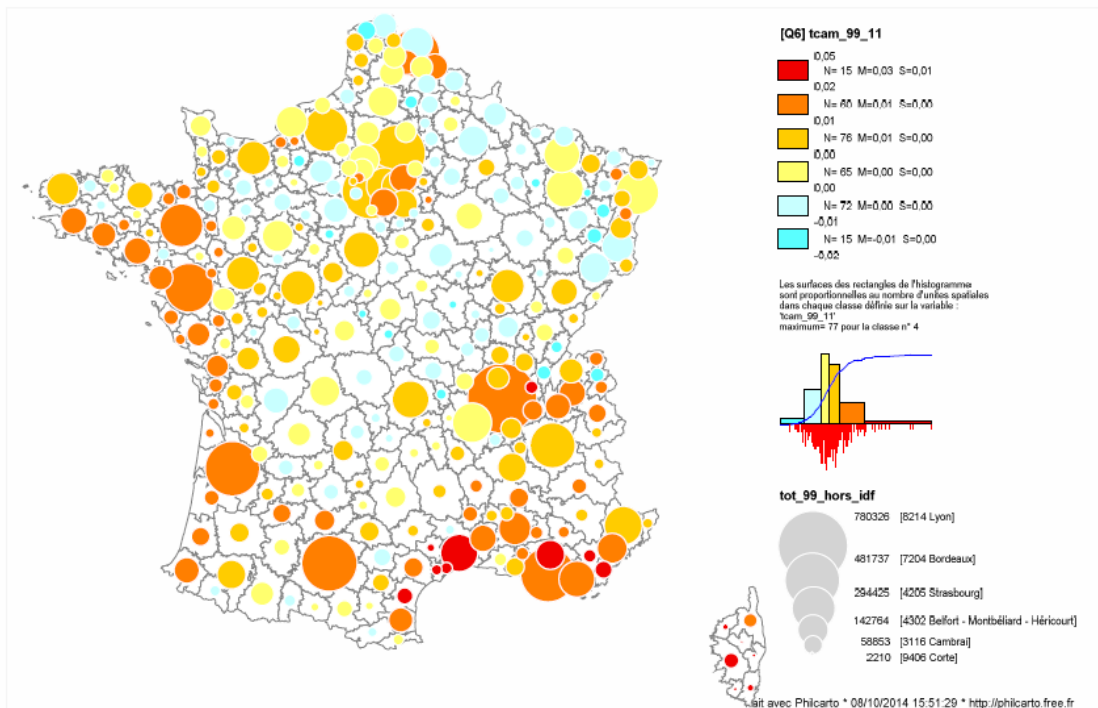 [Q6] tcam_99_11
0,05
N= 15 M=0,03 S=0,01
0,02
N= 60 M=0,01 S=0,00
0,01
N= 76 M=0,01 S=0,00
0,00
N= 65 M=0,00 S=0,00
0,00
N= 72 M=0,00 S=0,00
-0,01
N= 15 M=-0,01 S=0,00
-0,02
Les surfaces des rectangles de l'histogramme
sont proportionnelles au nombre d'unites spatiales
dans chaque classe définie sur la variable :
'tcam_99_11'
maximum= 77 pour la classe n° 4
tot_99_hors_idf
780326 [8214 Lyon]
481737 [7204 Bordeaux]
294425 [4205 Strasbourg]
142764 [4302 Belfort - Montbéliard - Héricourt]
58853 [3116 Cambrai]
2210 [9406 Corte]
ait avec Philcarto * 08/10/2014 15:51:29 * http://philcarto.free.fr